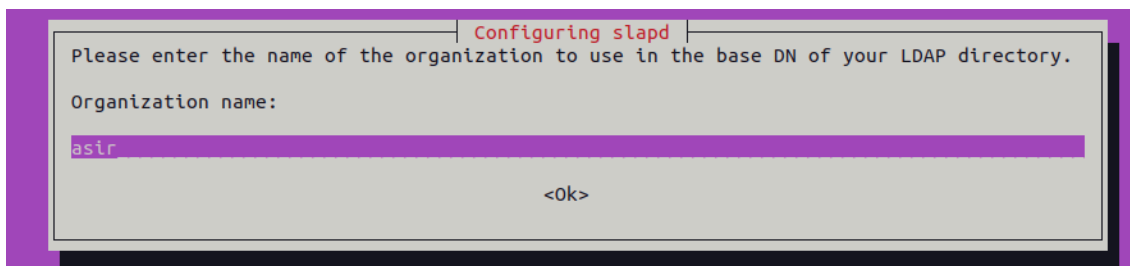 Configuring slapd
Please enter the name of the organization to use in the base DN of your LDAP directory.
Organization name:
asir
<Ok>